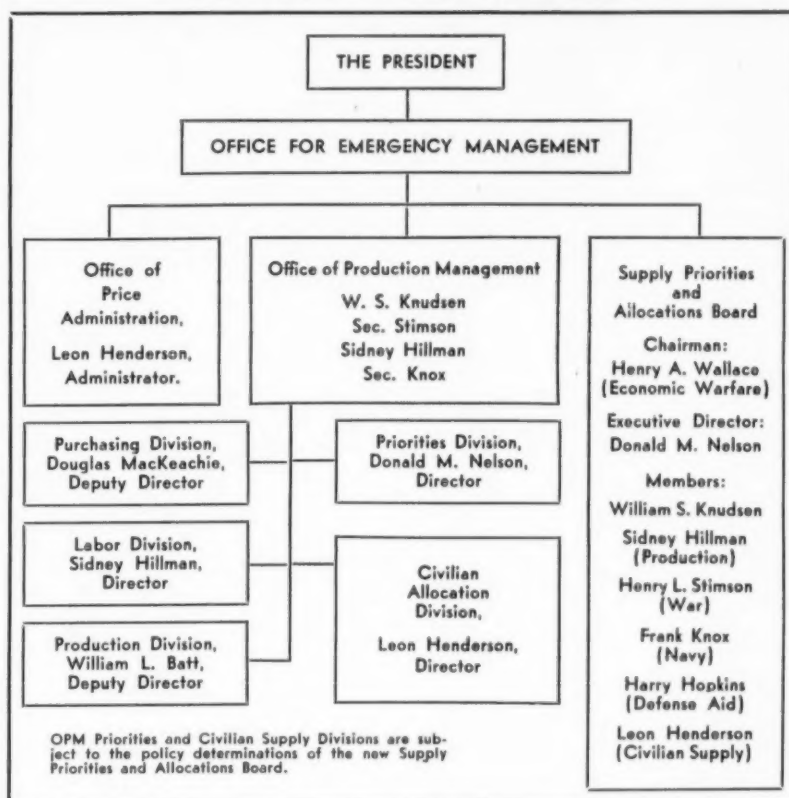 THE PRESIDENT
OFFICE FOR EMERGENCY MANAGEMENT
Office of
Price
Administration,
Leon Henderson,
Administrator.
Office of Production Management
W. S. Knudsen
Sec. Stimson
Sidney Hillman
Sec. Knox
Supply Priorities
and
Allocations Board
Chairman:
Henry A. Wallace
(Economic Warfare)
Executive Director:
Donald M. Nelson
Members:
William S. Knudsen
Sidney Hillman
(Production)
Henry L. Stimson
(War)
Frank Knox
(Navy)
Harry Hopkins
(Defense Aid)
Leon Henderson
(Civilian Supply)
Purchasing Division,
Douglas MacKeachie,
Deputy Director
Priorities Division,
Donald M. Nelson,
Director
Labor Division,
Sidney Hillman,
Director
Civilian
Allocation
Division,
Leon Henderson,
Director
Production Division,
William L. Batt,
Deputy Director
OPM Priorities and Civilian Supply Divisions are sub-
ject to the policy determinations of the new Supply
Priorities and Allocations Board.